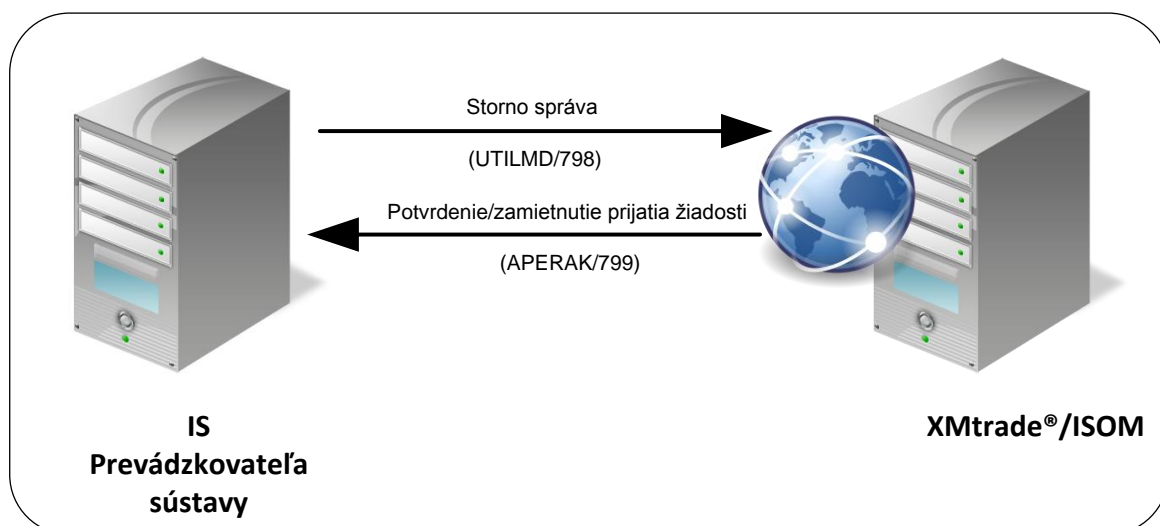 Storno správa
(UTILMD/798)
Potvrdenie/zamietnutie prijatia žiadosti
(APERAK/799)
IS
Prevádzkovateľa
sústavy
XMtrade®/ISOM